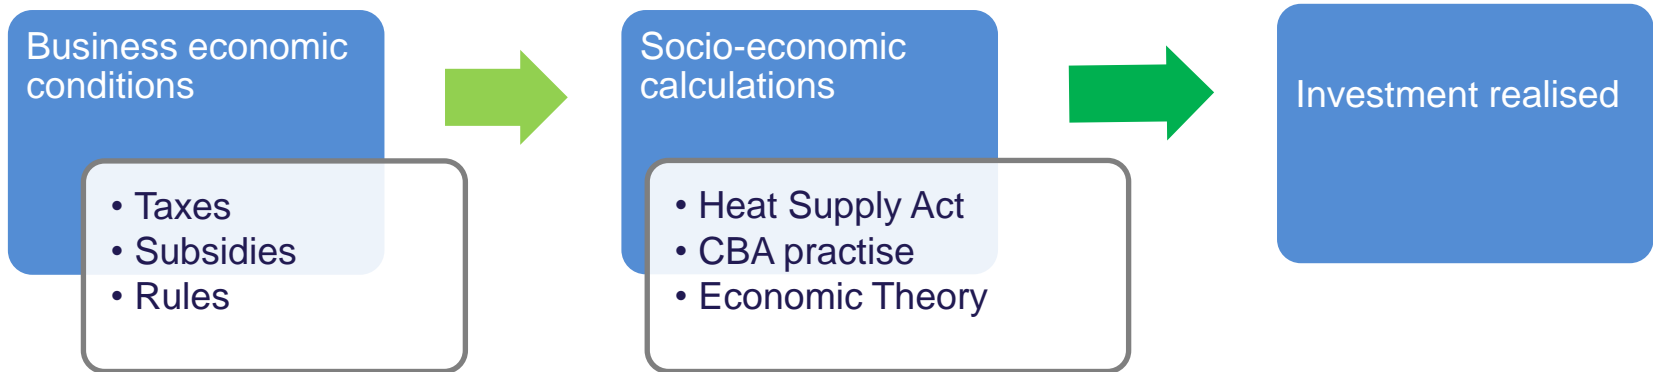 Business economic
conditions
• Taxes
• Subsidies
• Rules
Socio-economic
calculations
• Heat Supply Act
• CBA practise
• Economic Theory
Investment realised